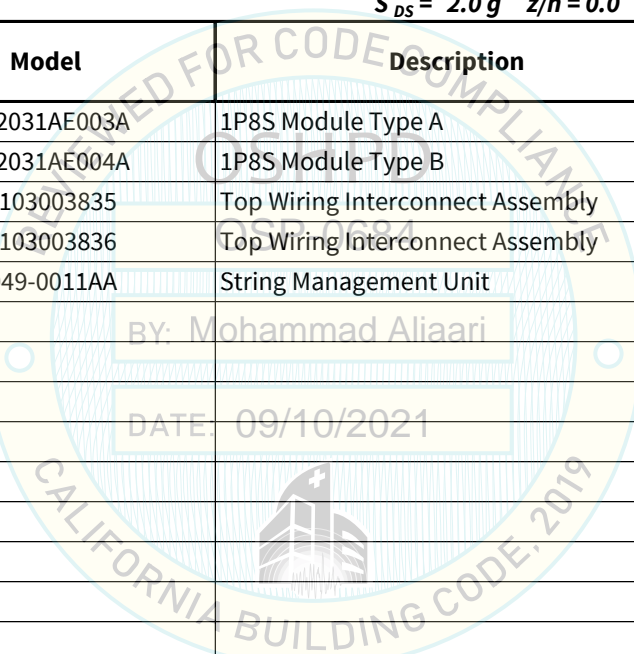 S DS = 2.0 g z/h = 0.0
Model Description
2031AE003A 1P8S Module Type A
2031AE004A 1P8S Module Type B
103003835 Top Wiring Interconnect Assembly
103003836 Top Wiring Interconnect Assembly
49-0011AA String Management Unit
REVIEWED FOR CODE COMPLIANCE
OSHPD
OSP-0684
BY: Mohammad Aliaari
DATE: 09/10/2021
CALIFORNIA BUILDING CODE, 2019